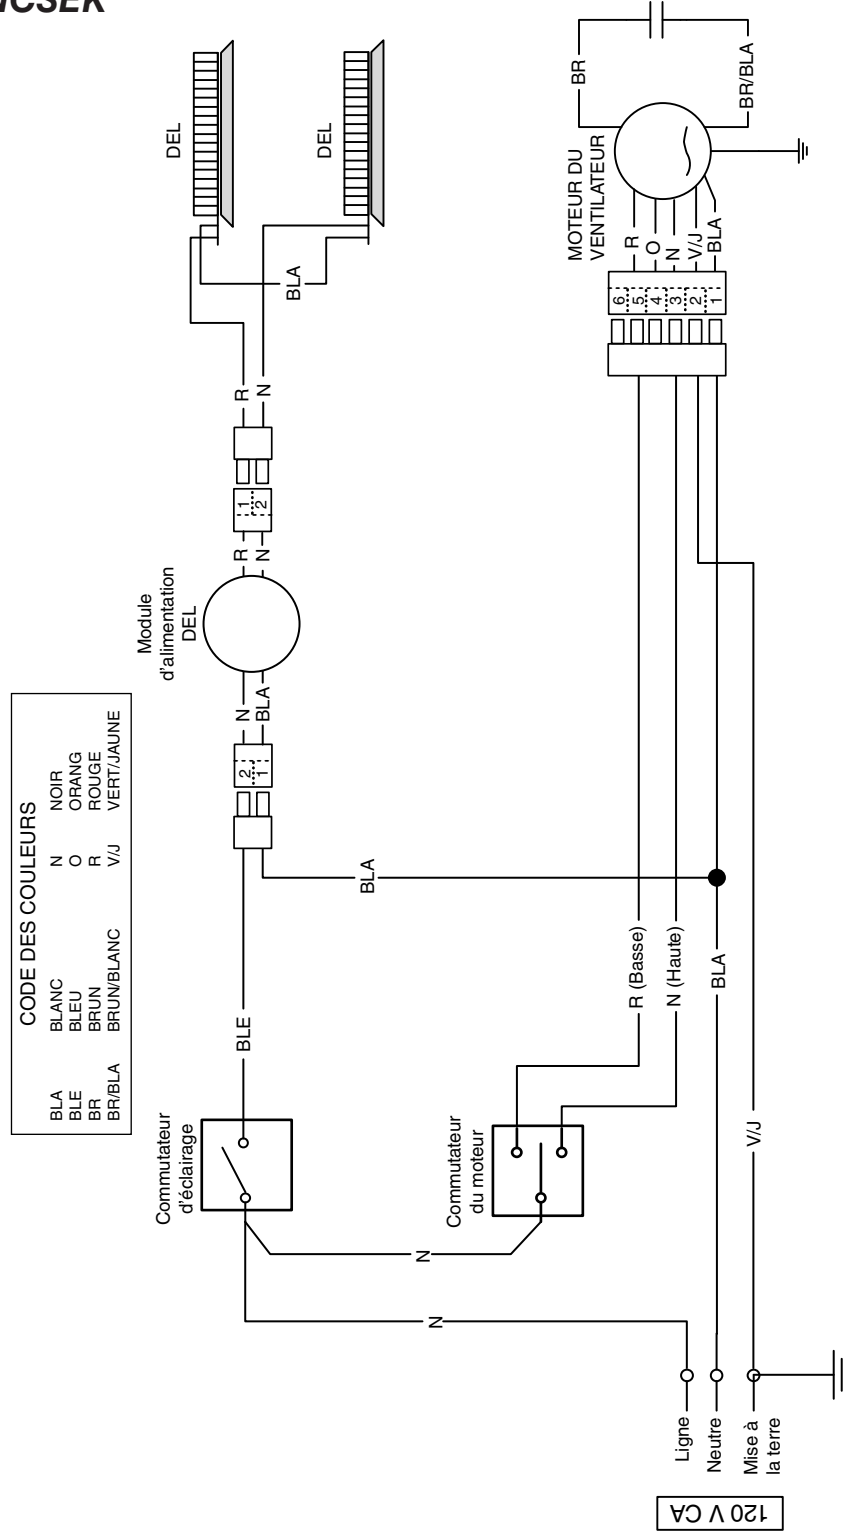 ICSER
CODE DES COULEURS
BLA BLANC N NOIR
BLE BLEU O ORANG
BR BRUN R ROUGE
BR/BLA BRUN/BLANC V/J VERT/JAUNE
DEL
DEL
BLA
R
N
1
2
R
N
Module
d'alimentation
DEL
N
BLA
2
1
BLA
BLE
Commutateur
d'éclairage
Commutateur
du moteur
N
N
R (Basse)
N (Haute)
BLA
V/J
BR
BR/BLA
MOTEUR DU
VENTILATEUR
R
O
N
V/J
BLA
6
5
4
3
2
1
Ligne
Neutre
Mise à
la terre
120 V CA